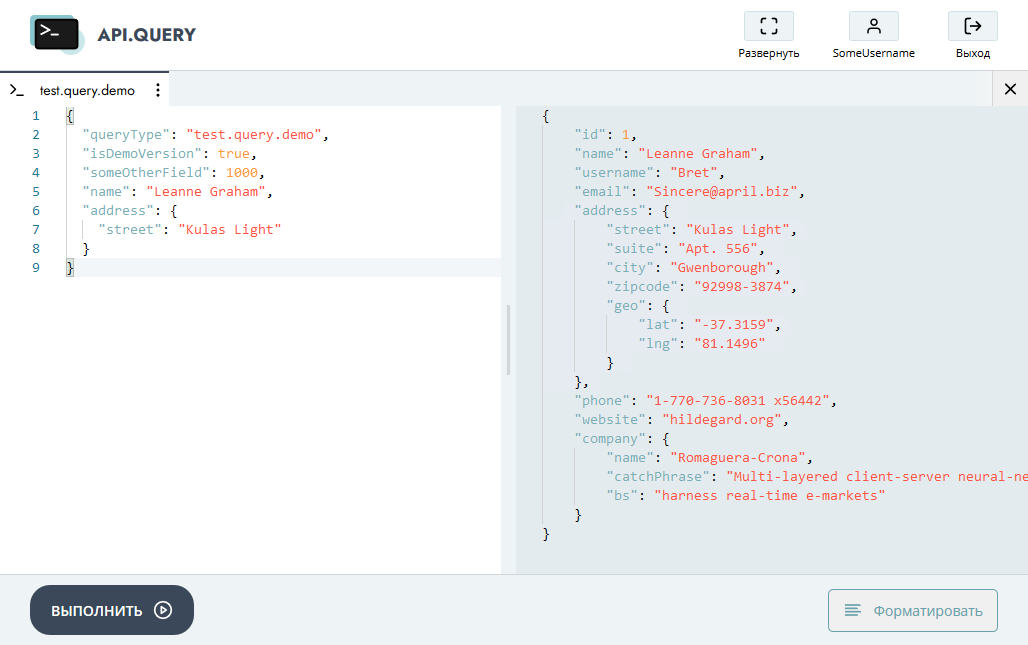 >_ API.QUERY
Развернуть
SomeUsername
Выход
>_ test.query.demo
1 {
2 "queryType": "test.query.demo",
3 "isDemoVersion": true,
4 "someOtherField": 1000,
5 "name": "Leanne Graham",
6 "address": {
7 "street": "Kulas Light"
8 }
9 }
{
"id": 1,
"name": "Leanne Graham",
"username": "Bret",
"email": "Sincere@april.biz",
"address": {
"street": "Kulas Light",
"suite": "Apt. 556",
"city": "Gwenborough",
"zipcode": "92998-3874",
"geo": {
"lat": "-37.3159",
"lng": "81.1496"
}
},
"phone": "1-770-736-8031 x56442",
"website": "hildegard.org",
"company": {
"name": "Romaguera-Crona",
"catchPhrase": "Multi-layered client-server neural-ne
"bs": "harness real-time e-markets"
}
}
ВЫПОЛНИТЬ
Форматировать